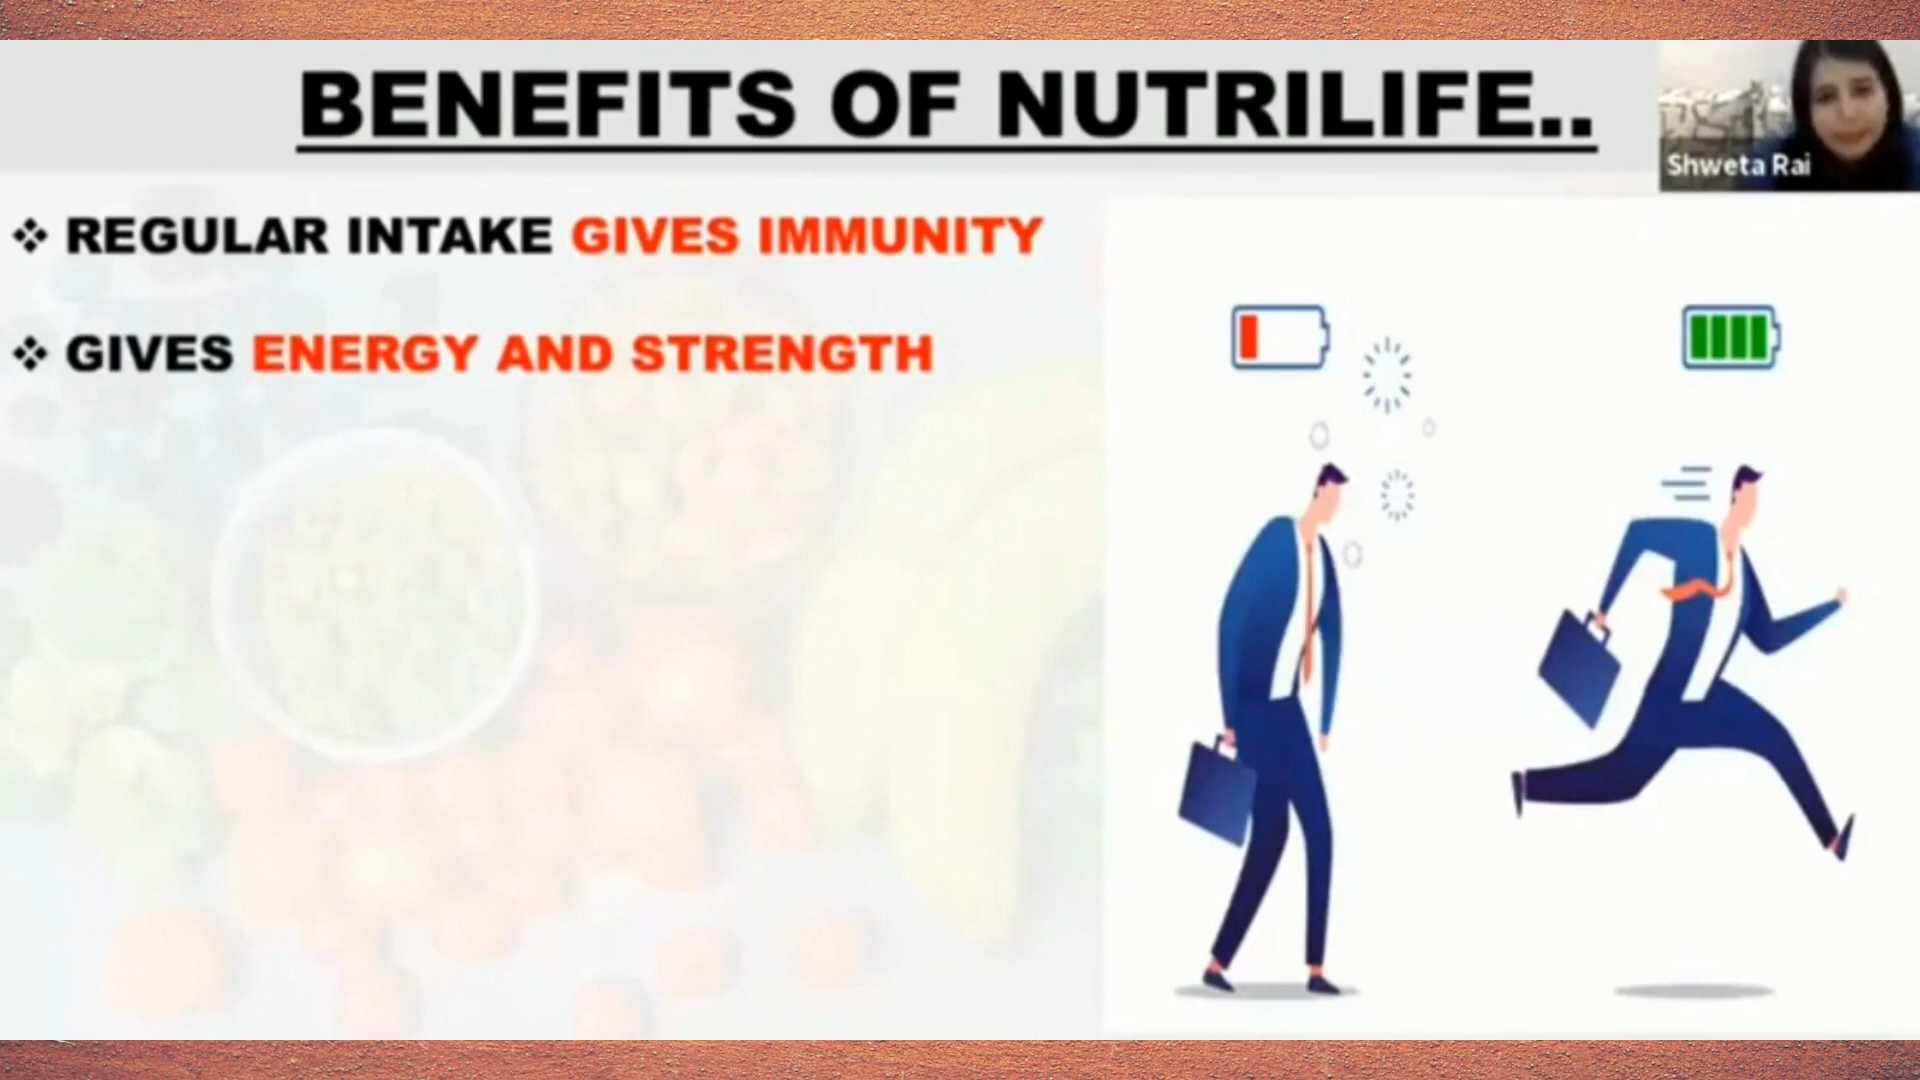 BENEFITS OF NUTRILIFE..
Shweta Rai
❖ REGULAR INTAKE GIVES IMMUNITY
❖ GIVES ENERGY AND STRENGTH